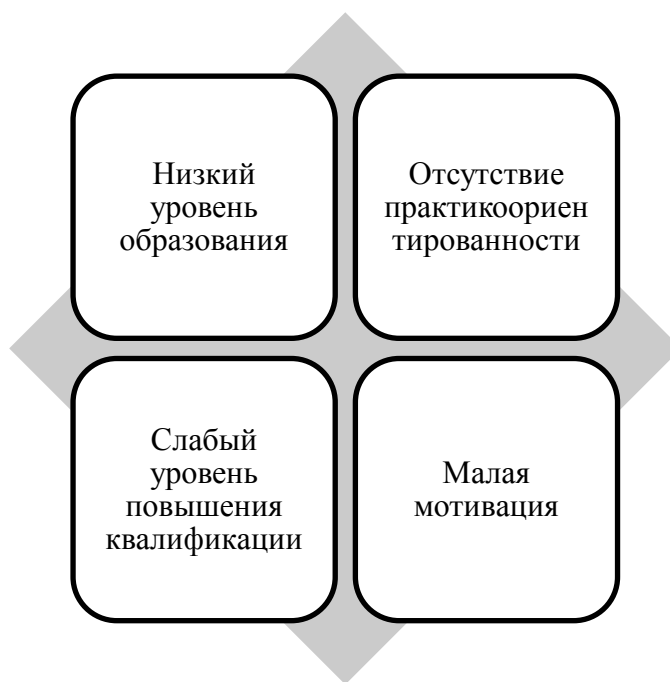 Низкий
уровень
образования
Отсутствие
практикоориен
тированности
Слабый
уровень
повышения
квалификации
Малая
мотивация